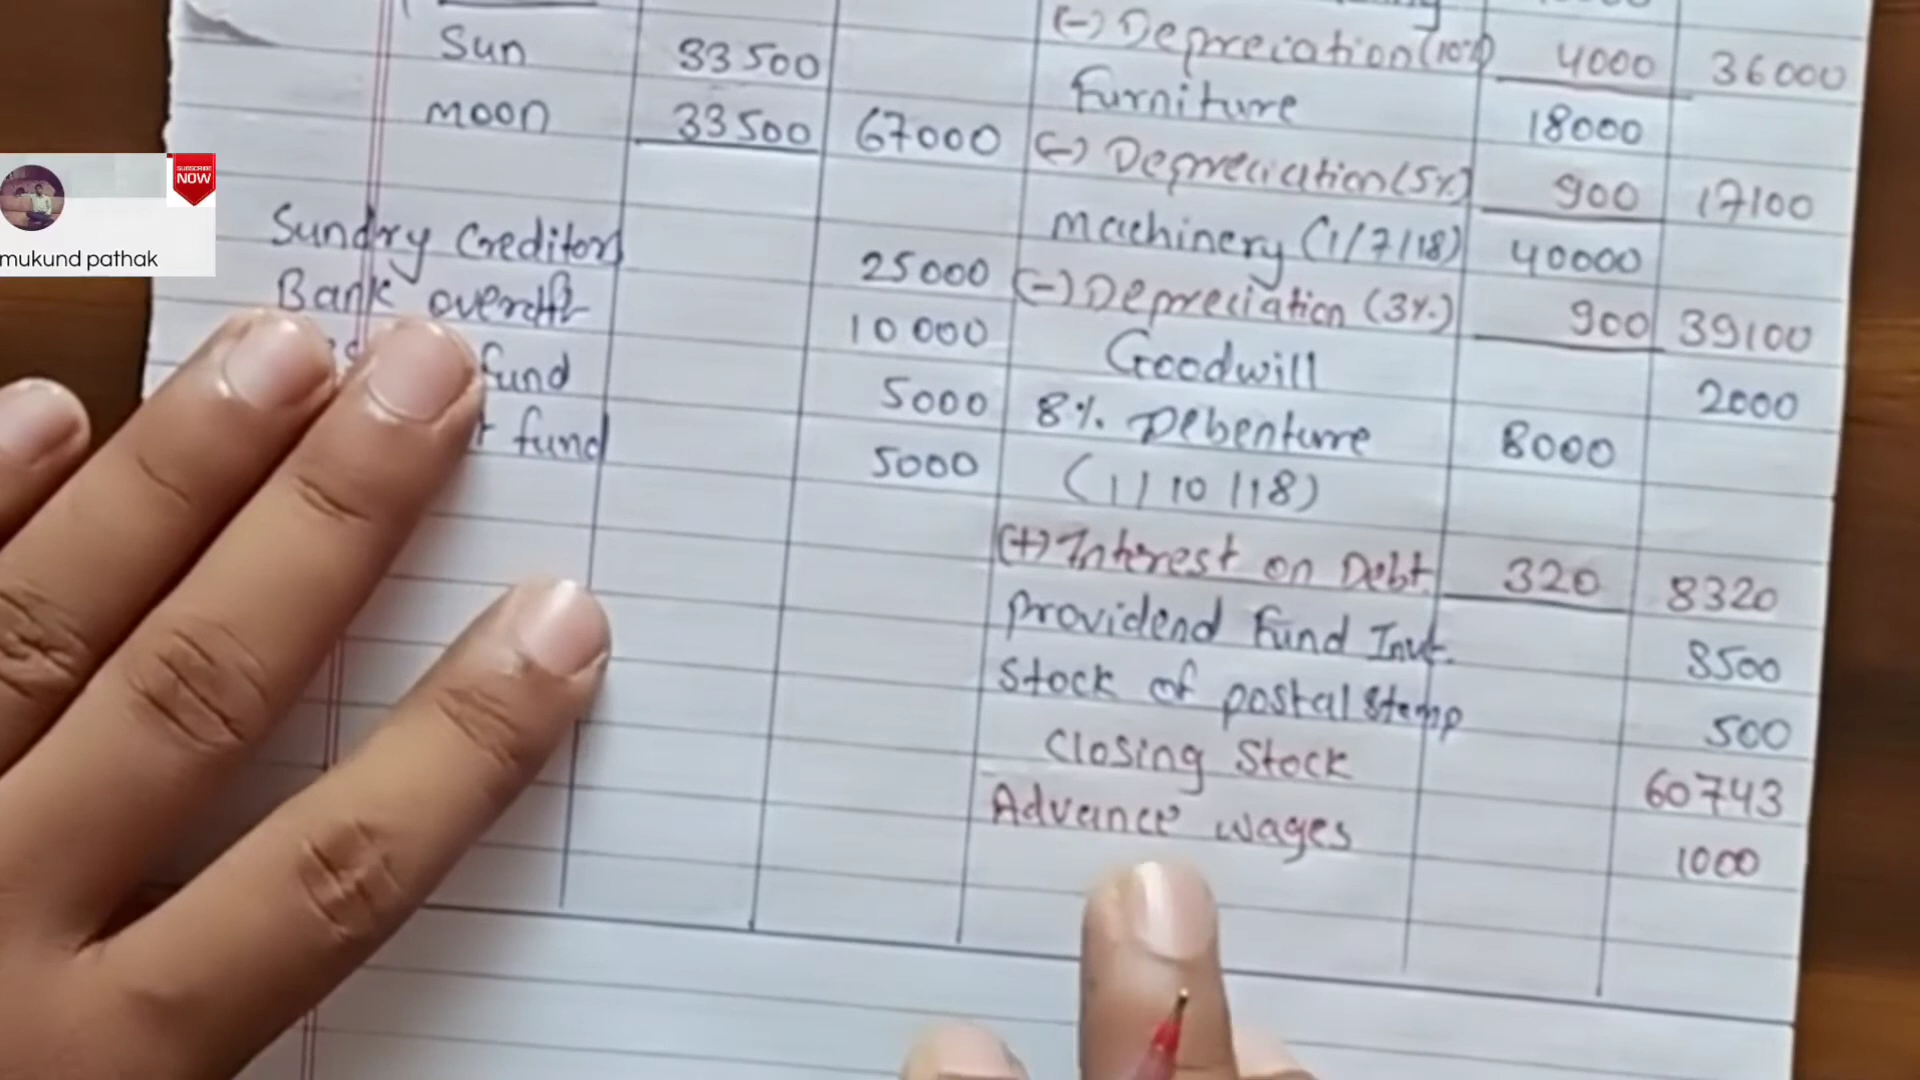 Sun 33500
Moon 33500 67000
Sundry Creditors 25000
Bank overdft 10000
fund 5000
fund 5000
(-) Depreciation (10%) 4000 36000
Furniture 18000
(-) Depreciation (5%) 900 17100
Machinery (1/7/18) 40000
(-) Depreciation (3%) 900 39100
Goodwill 2000
8% Debenture 8000
(1/10/18)
(+) Interest on Debt. 320 8320
Providend Fund Invt. 8500
Stock of postal Stemp 500
Closing Stock 60743
Advance wages 1000
SUBSCRIBE
NOW
mukund pathak